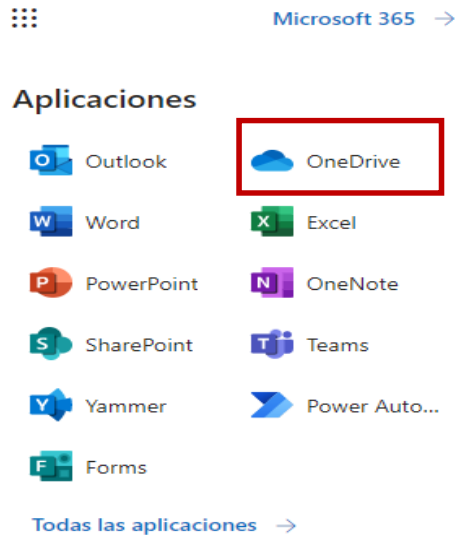 Microsoft 365 →
Aplicaciones
Outlook OneDrive
Word Excel
PowerPoint OneNote
SharePoint Teams
Yammer Power Auto...
Forms
Todas las aplicaciones →